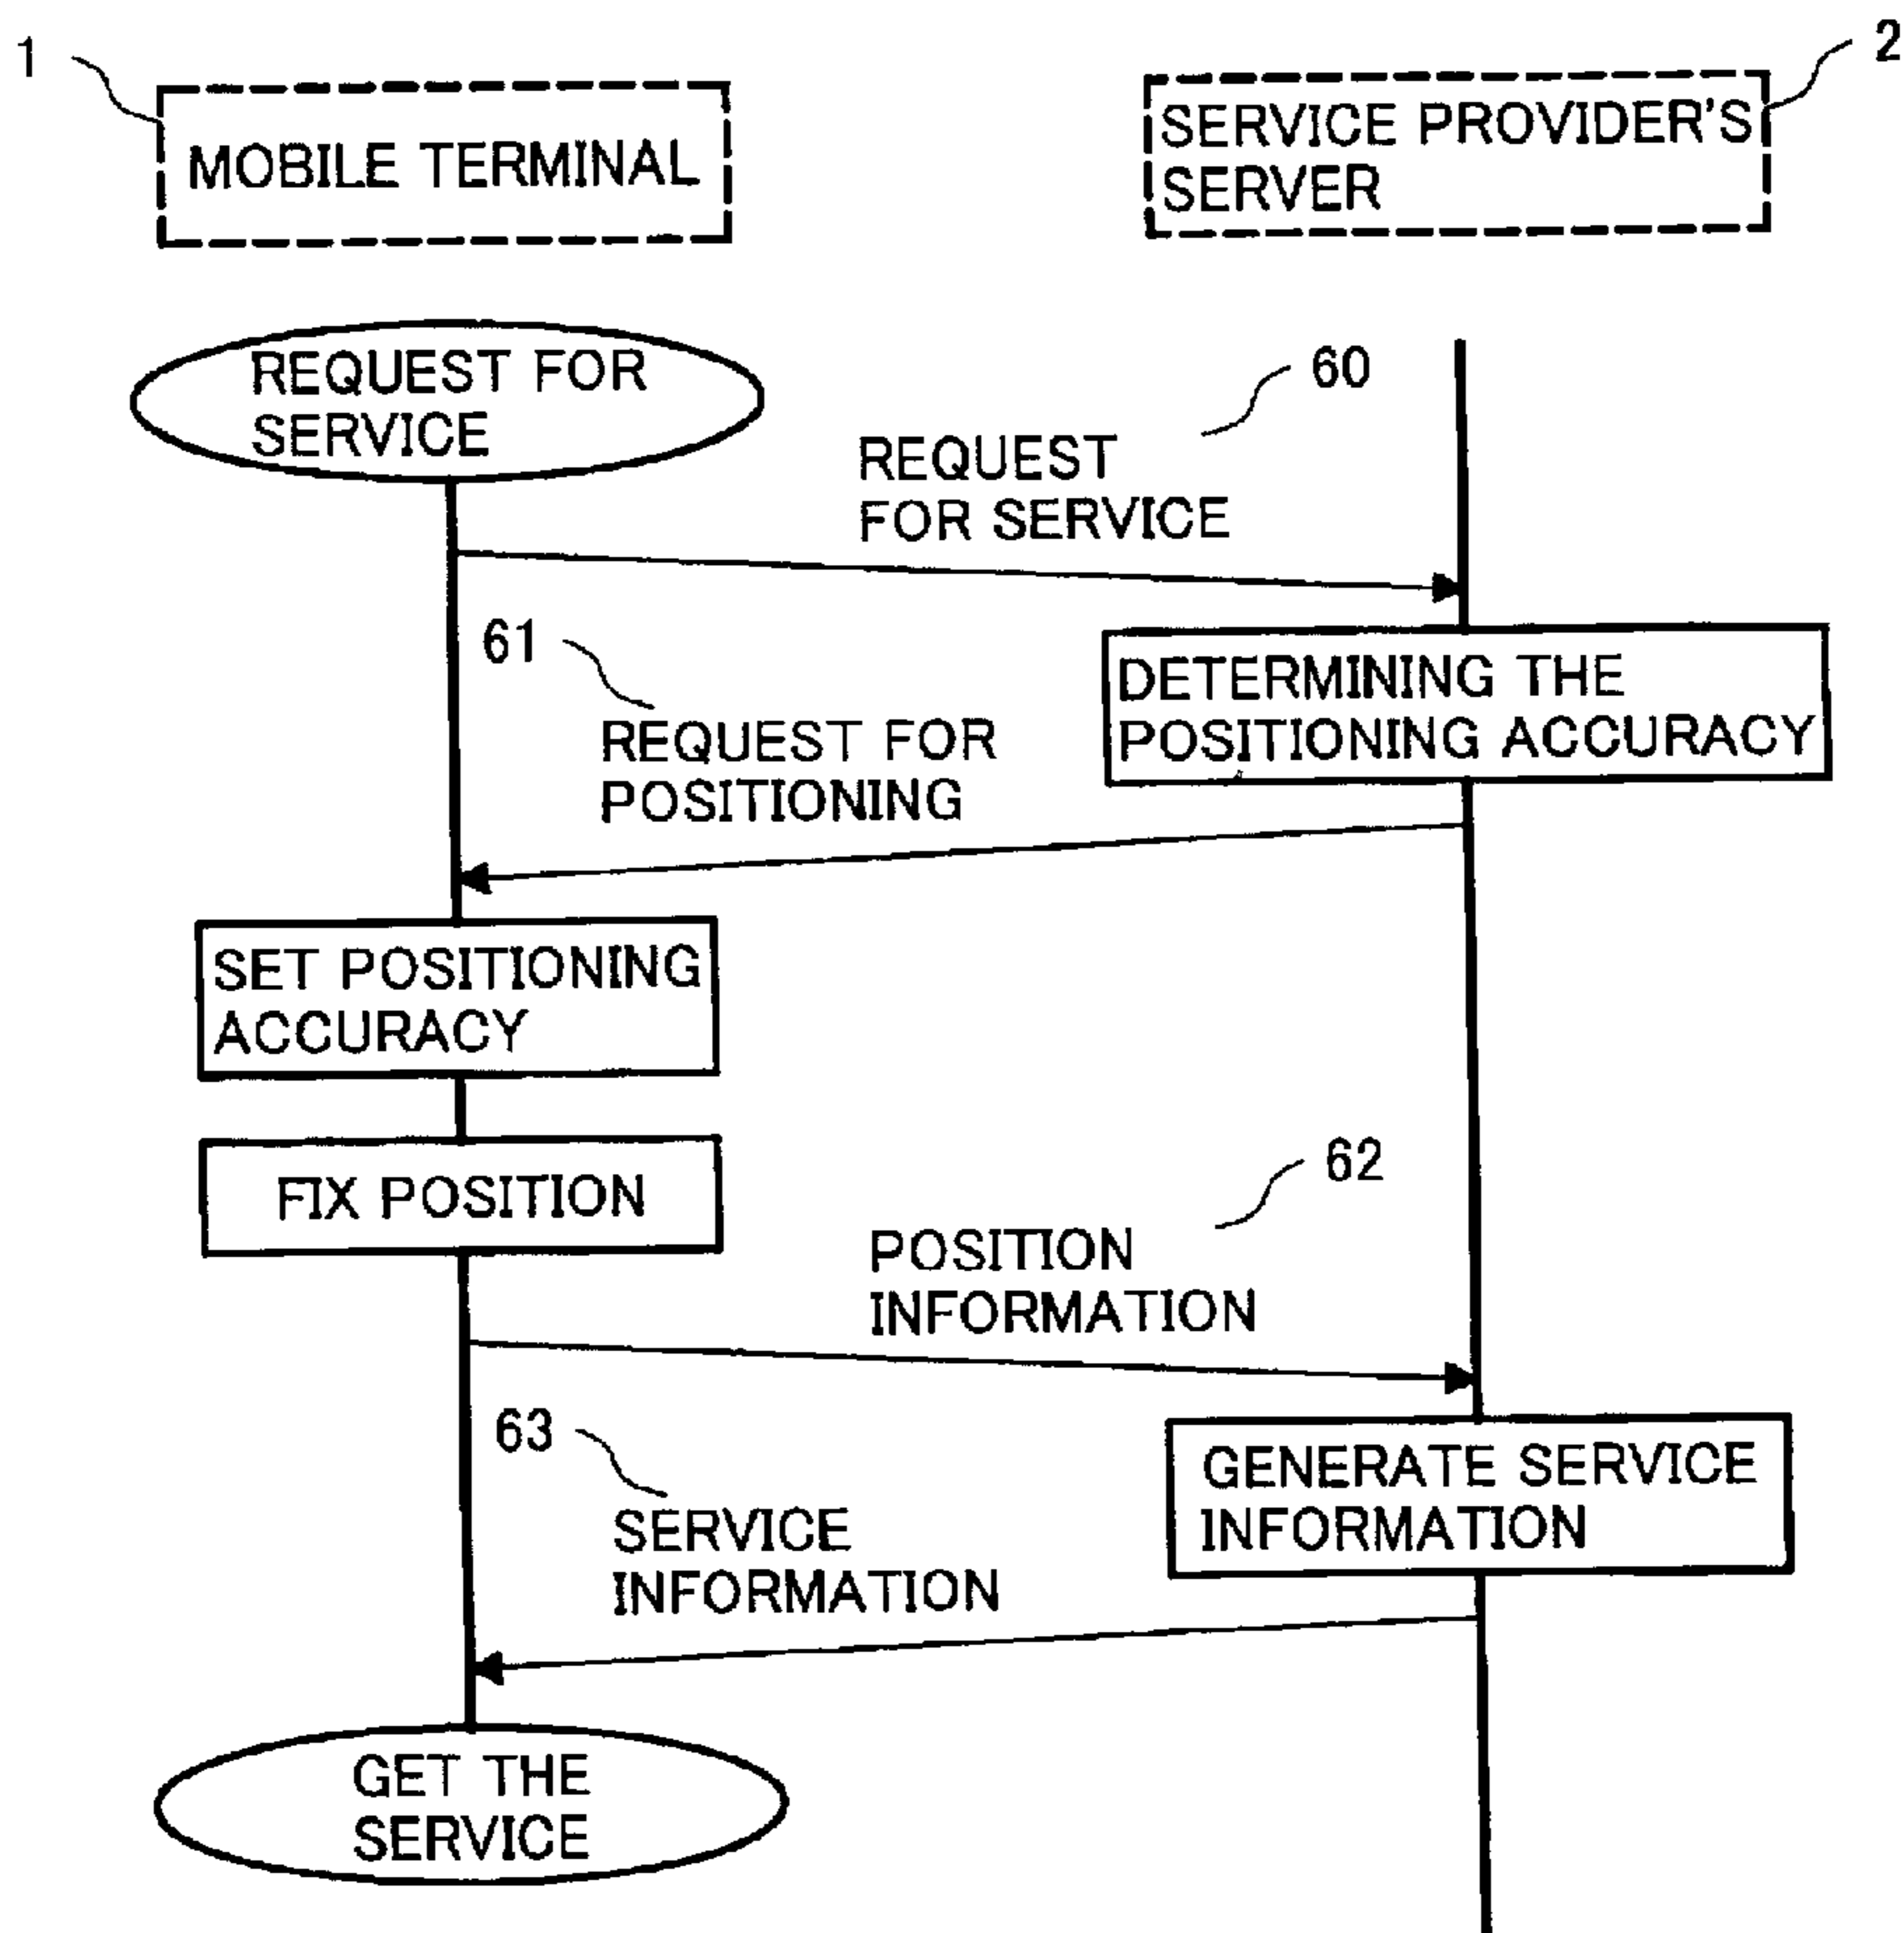 1
MOBILE TERMINAL
2
SERVICE PROVIDER'S
SERVER
REQUEST FOR
SERVICE
60
REQUEST
FOR SERVICE
61
REQUEST FOR
POSITIONING
DETERMINING THE
POSITIONING ACCURACY
SET POSITIONING
ACCURACY
FIX POSITION
62
POSITION
INFORMATION
63
SERVICE
INFORMATION
GENERATE SERVICE
INFORMATION
GET THE
SERVICE